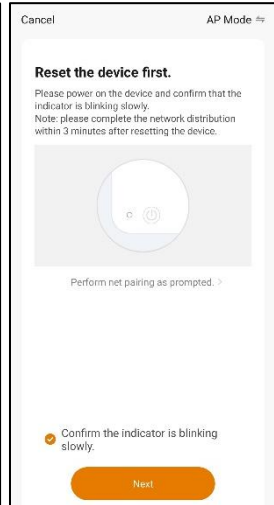 Cancel AP Mode
Reset the device first.
Please power on the device and confirm that the
indicator is blinking slowly.
Note: please complete the network distribution
within 3 minutes after resetting the device.
Perform net pairing as prompted. >
Confirm the indicator is blinking
slowly.
Next